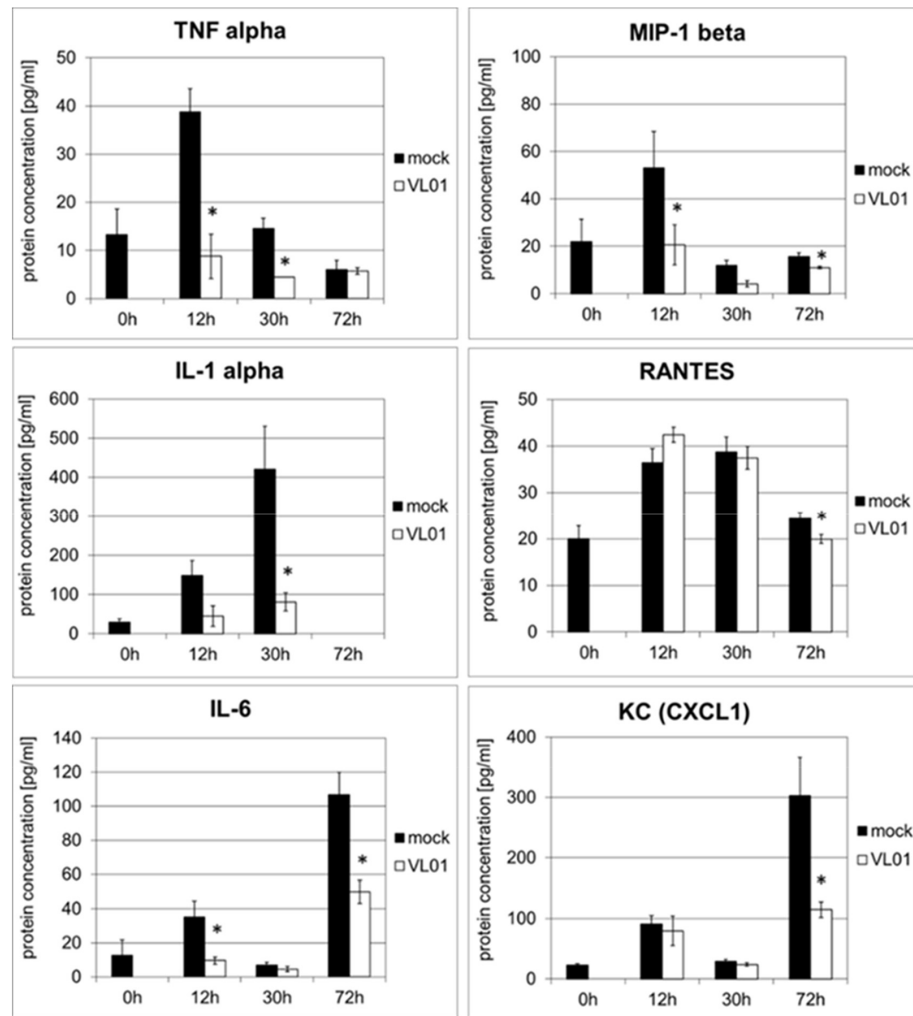 TNF alpha
protein concentration [pg/ml]
50
40
30
20
10
0
0h 12h 30h 72h
*
*
mock
VL01
MIP-1 beta
protein concentration [pg/ml]
100
80
60
40
20
0
0h 12h 30h 72h
*
*
mock
VL01
IL-1 alpha
protein concentration [pg/ml]
600
500
400
300
200
100
0
0h 12h 30h 72h
*
mock
VL01
RANTES
protein concentration [pg/ml]
50
40
30
20
10
0
0h 12h 30h 72h
*
mock
VL01
IL-6
protein concentration [pg/ml]
140
120
100
80
60
40
20
0
0h 12h 30h 72h
*
*
mock
VL01
KC (CXCL1)
protein concentration [pg/ml]
400
300
200
100
0
0h 12h 30h 72h
*
mock
VL01